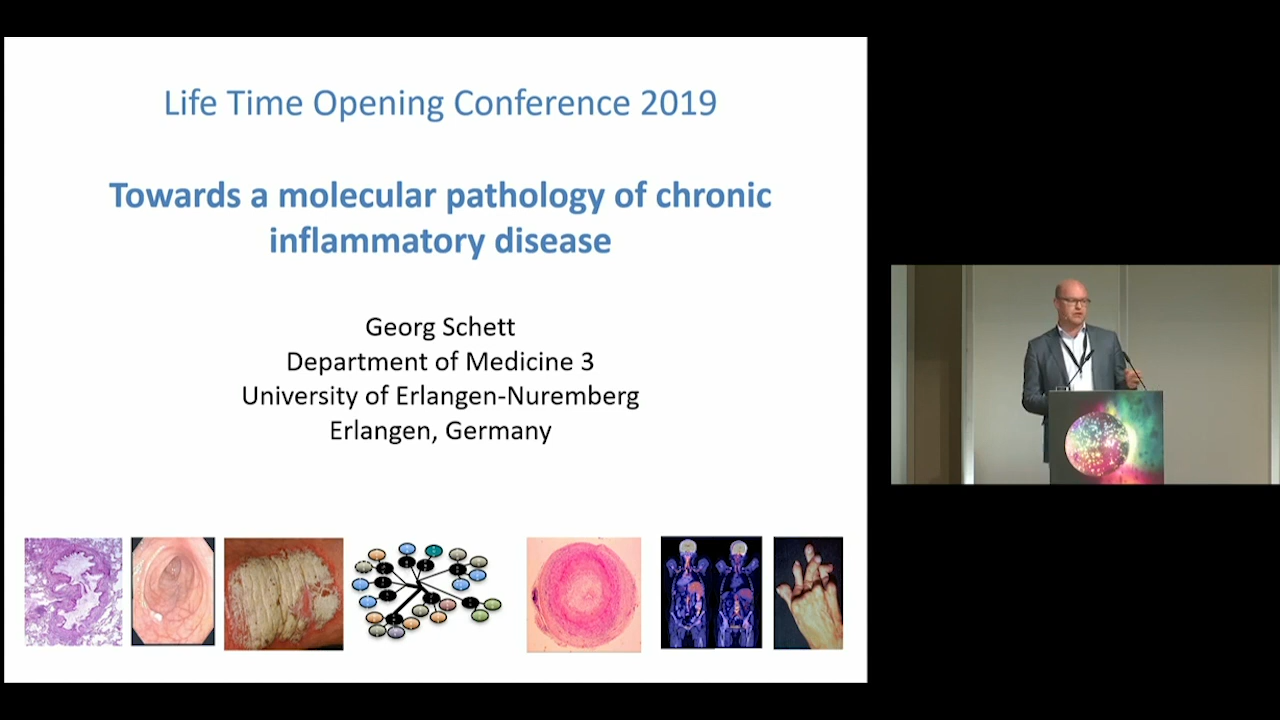 Life Time Opening Conference 2019
Towards a molecular pathology of chronic
inflammatory disease
Georg Schett
Department of Medicine 3
University of Erlangen-Nuremberg
Erlangen, Germany